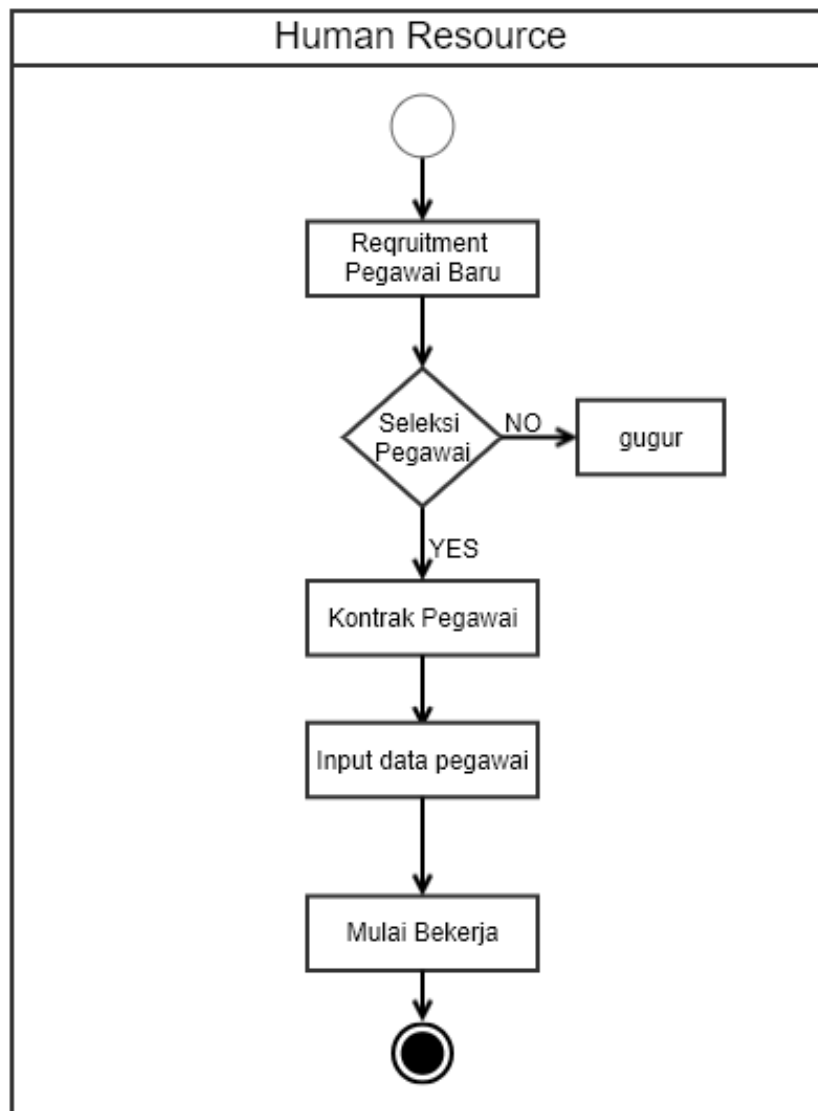 Human Resource
Reqruitment
Pegawai Baru
Seleksi
Pegawai
NO
gugur
YES
Kontrak Pegawai
Input data pegawai
Mulai Bekerja